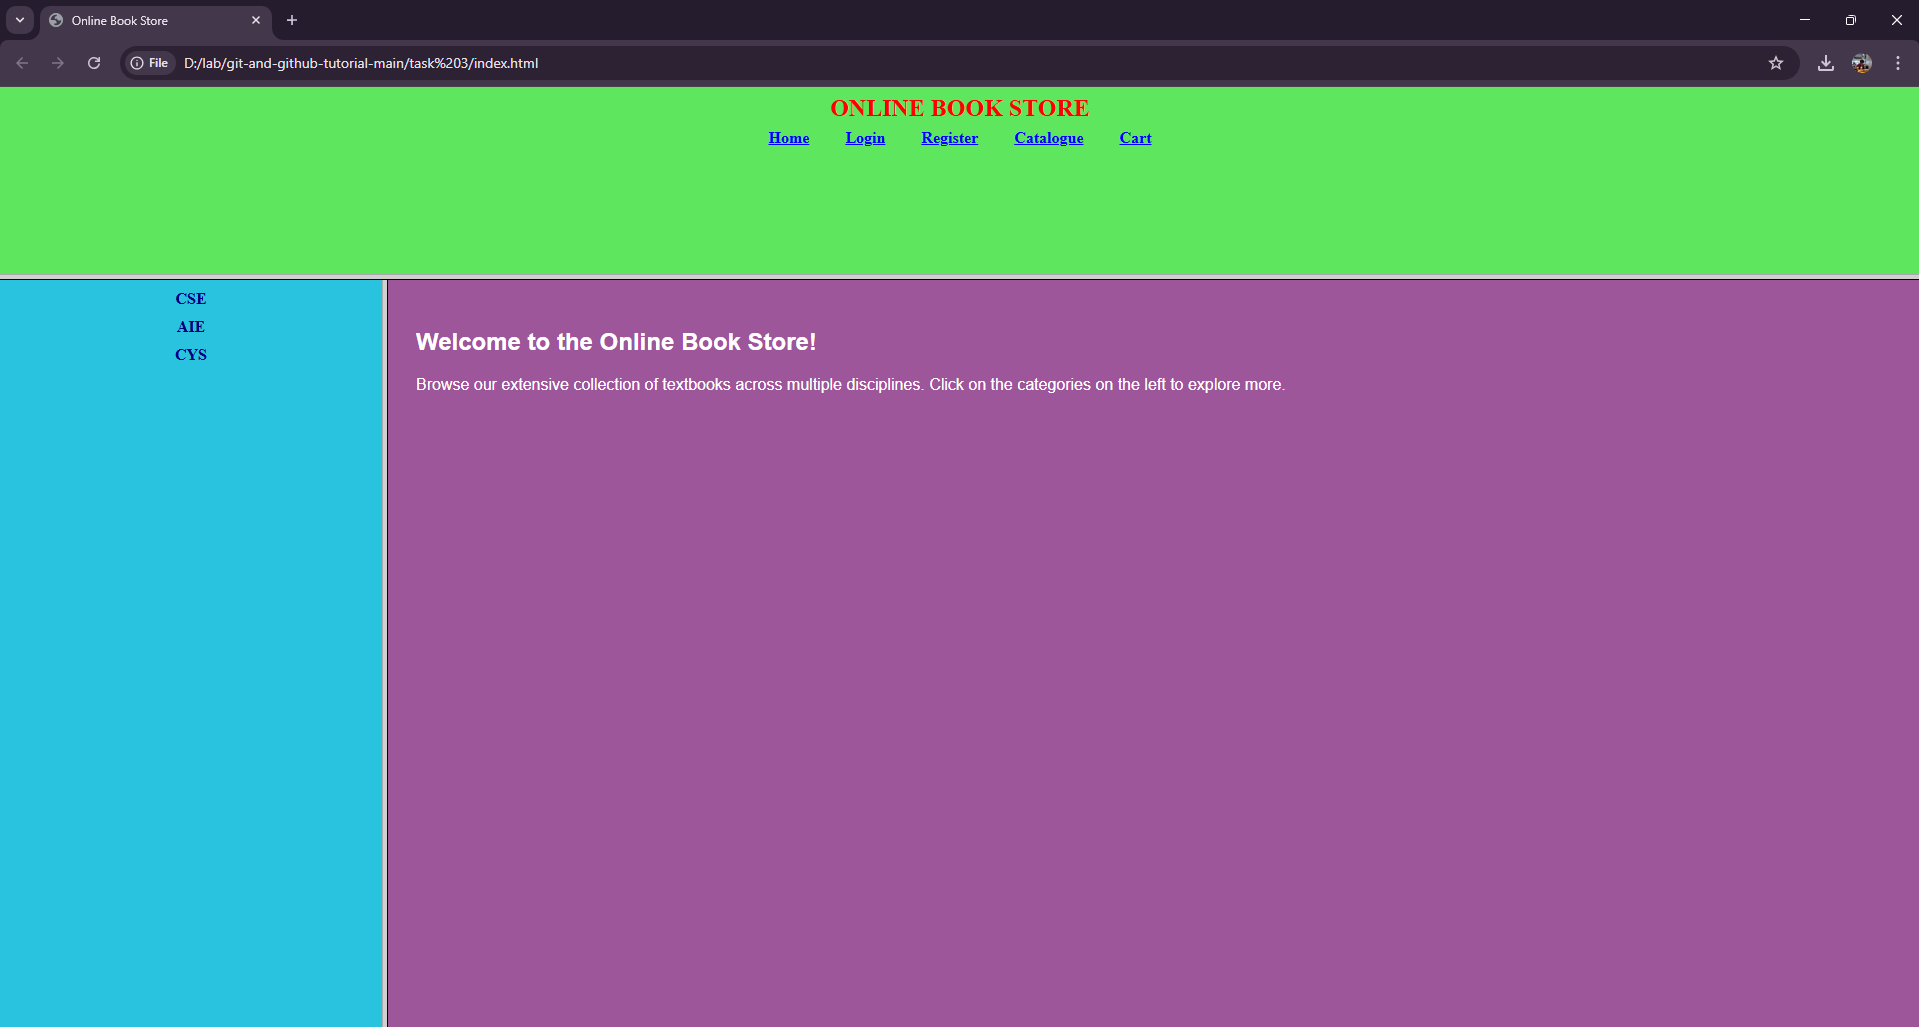 Online Book Store
File D:/lab/git-and-github-tutorial-main/task%203/index.html
ONLINE BOOK STORE
Home Login Register Catalogue Cart
CSE
AIE
CYS
Welcome to the Online Book Store!
Browse our extensive collection of textbooks across multiple disciplines. Click on the categories on the left to explore more.